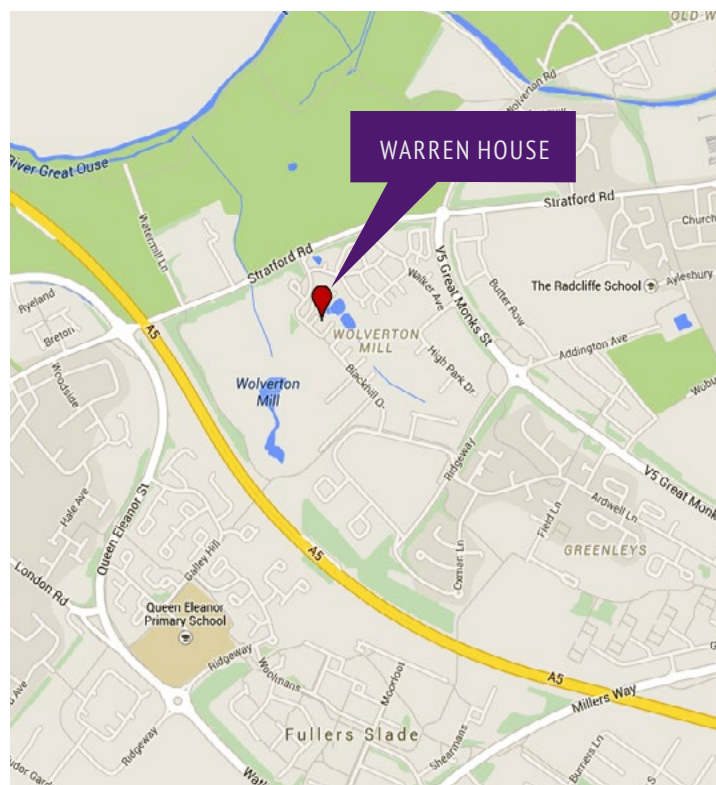 OLD W
Wolverton Rd
River Great Ouse
WARREN HOUSE
Watermill Ln
Stratford Rd
Church
Stratford Rd
V5 Great Monks St
Walker Ave
The Radcliffe School
Aylesbury
Butter Row
Ryeland
Breton
A5
WOLVERTON
MILL
Addington Ave
Woodside
High Park Dr
Wolverton
Mill
Blackhill D
Wobu
Ridgeway
V5 Great Monk
Hale Ave
Queen Eleanor St
Ardwell Ln
Field Ln
GREENLEYS
London Rd
Galley Hill
A5
Oxman Ln
Queen Eleanor
Primary School
Ridgeway
Woolmans
Moorfoot
A5
Millers Way
Fullers Slade
Ridgeway
Shearmans
Burners Ln
Wat